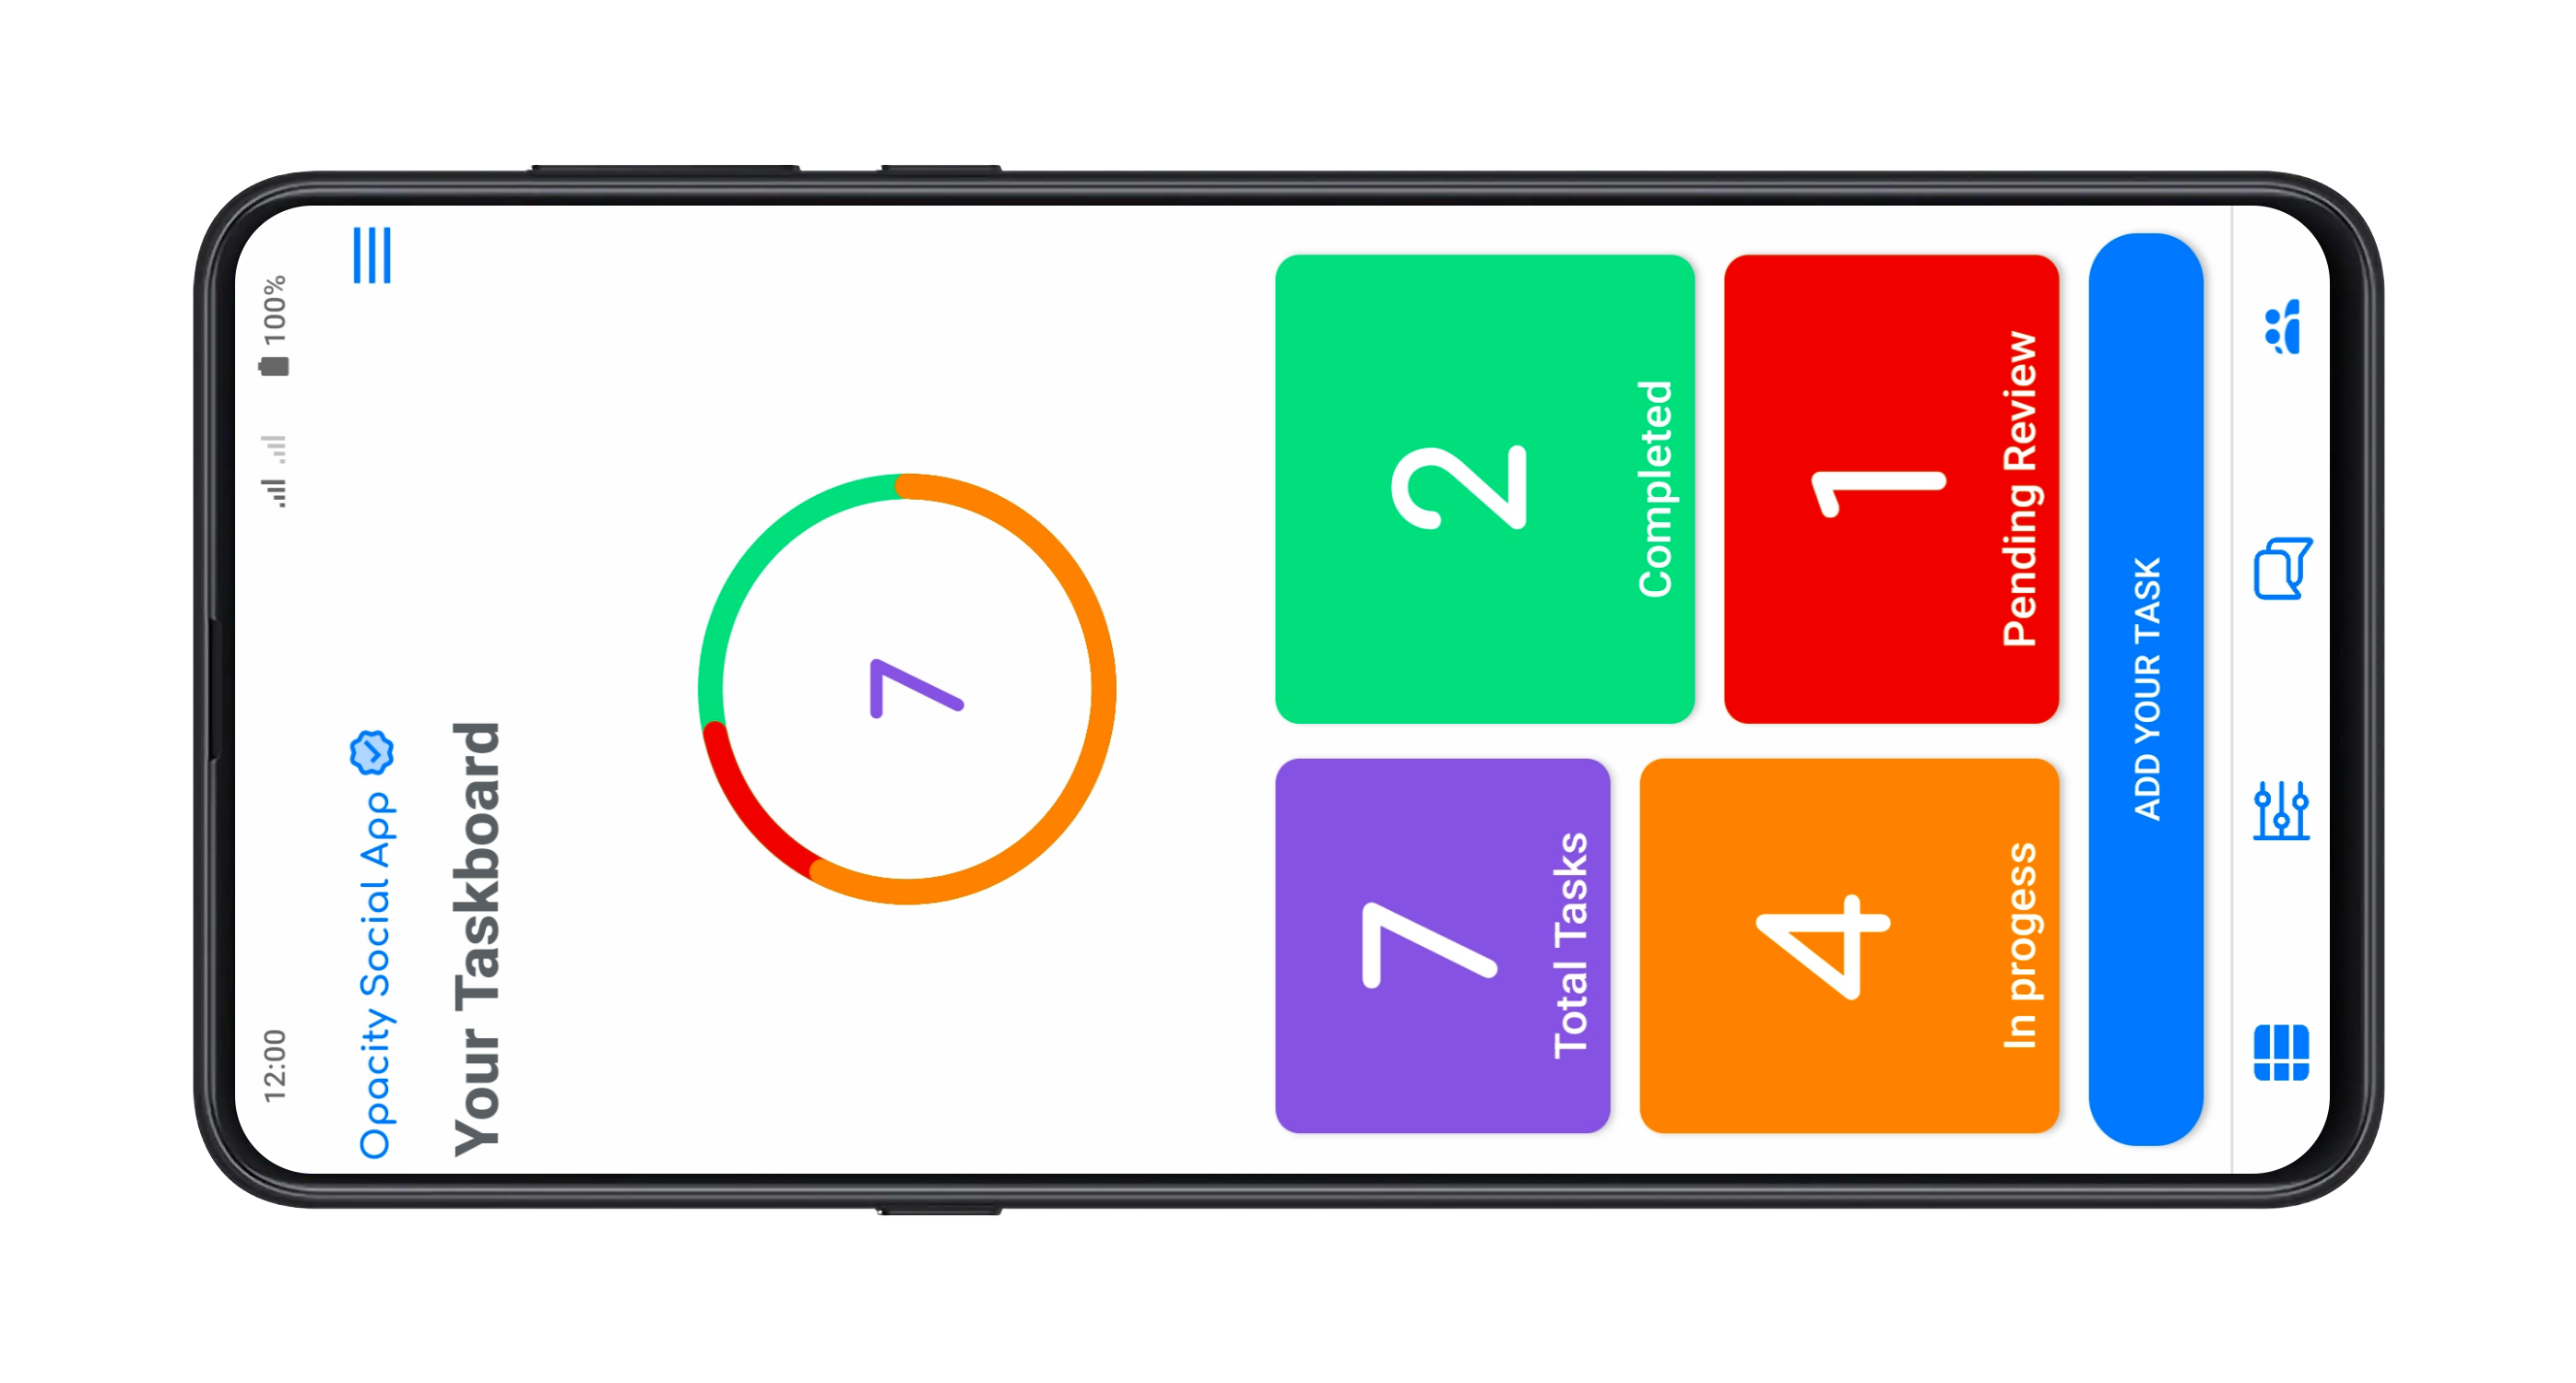 12:00 100%
Opacity Social App
Your Taskboard
7
7
Total Tasks
2
Completed
4
In progess
1
Pending Review
ADD YOUR TASK